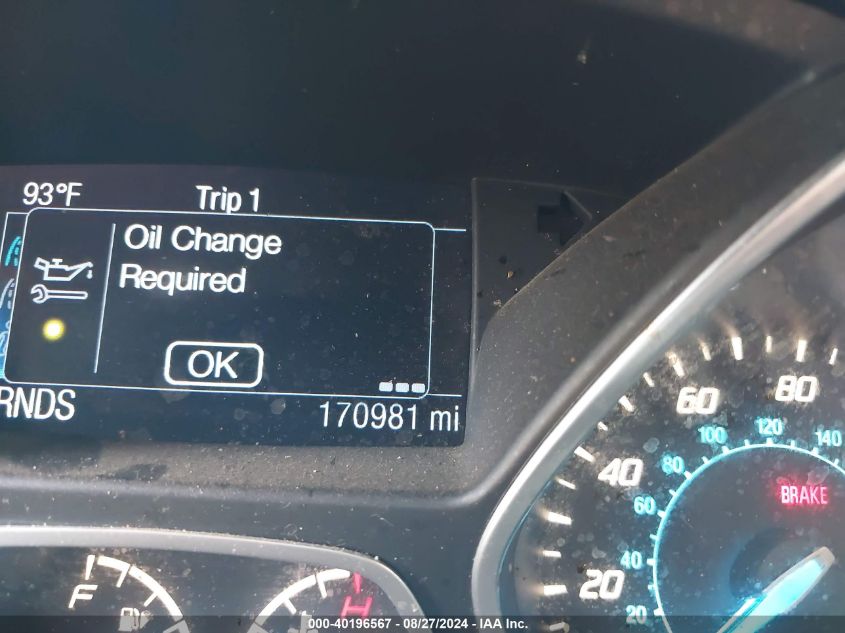 93°F Trip 1
Oil Change
Required
OK
RNDS 170981 mi
60 80
100 120 140
40 80
60
BRAKE
40
20
20
F H
000-40196567 - 08/27/2024 - IAA Inc.